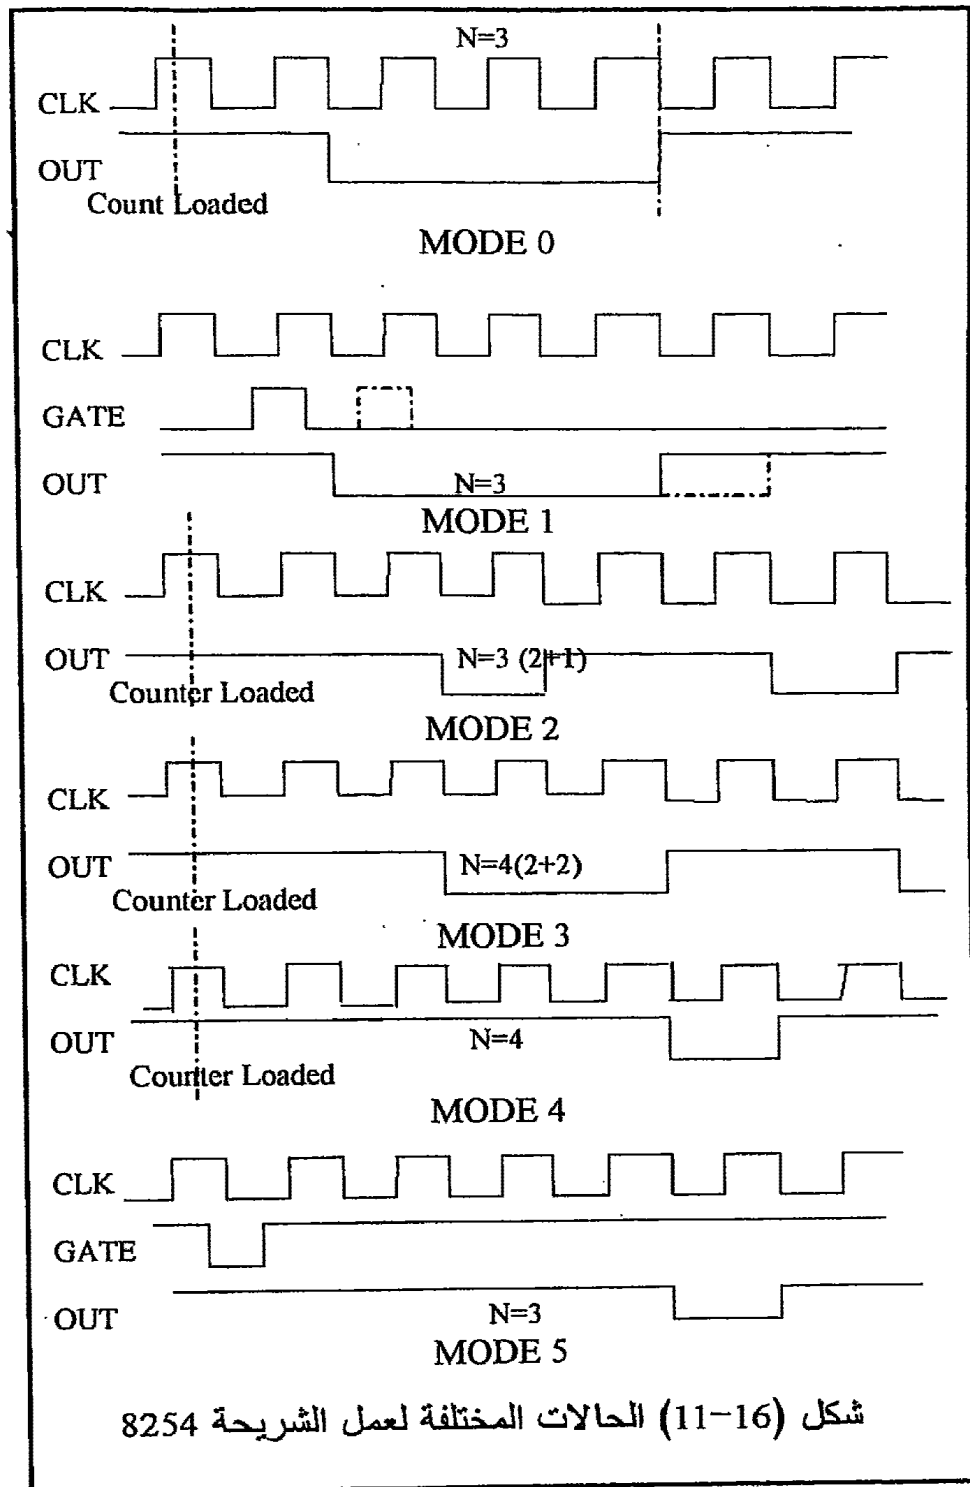 N=3
CLK
OUT
Count Loaded
MODE 0
CLK
GATE
OUT
N=3
MODE 1
CLK
OUT
N=3 (2+1)
Counter Loaded
MODE 2
CLK
OUT
N=4(2+2)
Counter Loaded
MODE 3
CLK
OUT
N=4
Counter Loaded
MODE 4
CLK
GATE
OUT
N=3
MODE 5
شكل (16-11) الحالات المختلفة لعمل الشريحة 8254